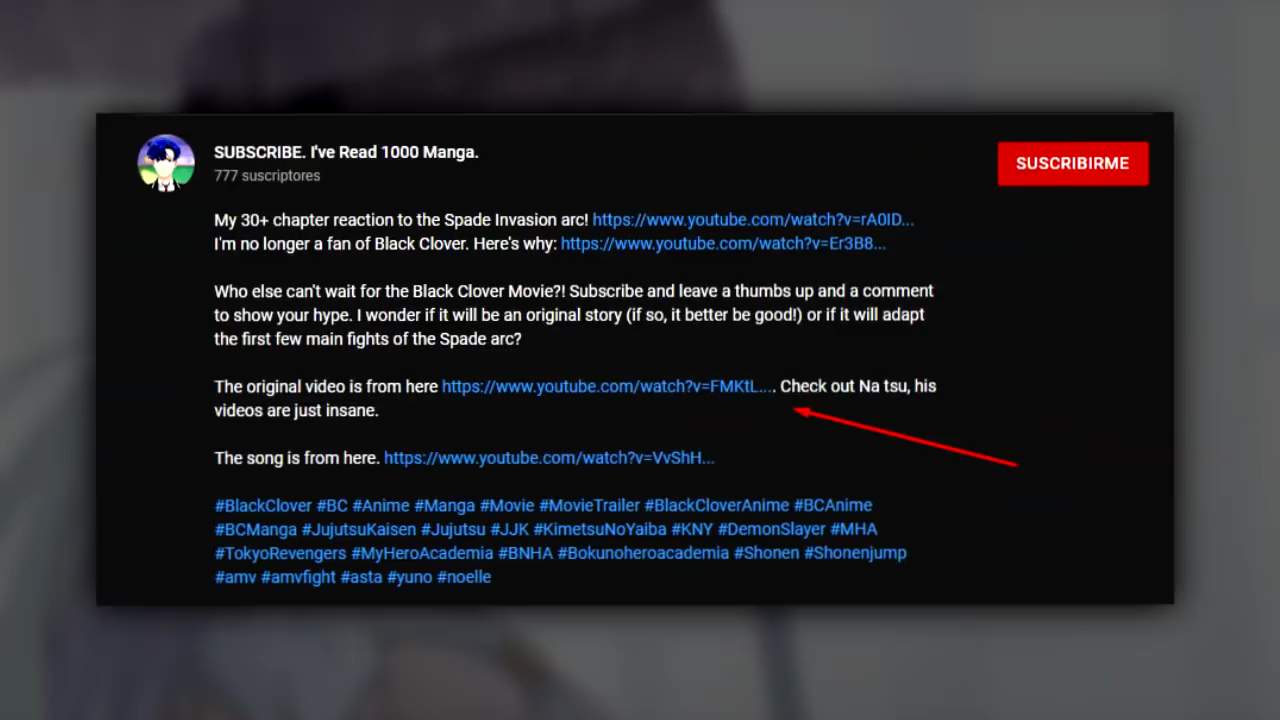 SUBSCRIBE. I've Read 1000 Manga.
777 suscriptores
SUSCRIBIRME
My 30+ chapter reaction to the Spade Invasion arc! https://www.youtube.com/watch?v=rA0lD...
I'm no longer a fan of Black Clover. Here's why: https://www.youtube.com/watch?v=Er3B8...
Who else can't wait for the Black Clover Movie?! Subscribe and leave a thumbs up and a comment
to show your hype. I wonder if it will be an original story (if so, it better be good!) or if it will adapt
the first few main fights of the Spade arc?
The original video is from here https://www.youtube.com/watch?v=FMKtL.... Check out Na tsu, his
videos are just insane.
The song is from here. https://www.youtube.com/watch?v=VvShH...
#BlackClover #BC #Anime #Manga #Movie #MovieTrailer #BlackCloverAnime #BCAnime
#BCManga #JujutsuKaisen #Jujutsu #JJK #KimetsuNoYaiba #KNY #DemonSlayer #MHA
#TokyoRevengers #MyHeroAcademia #BNHA #Bokunoheroacademia #Shonen #Shonenjump
#amv #amvfight #asta #yuno #noelle